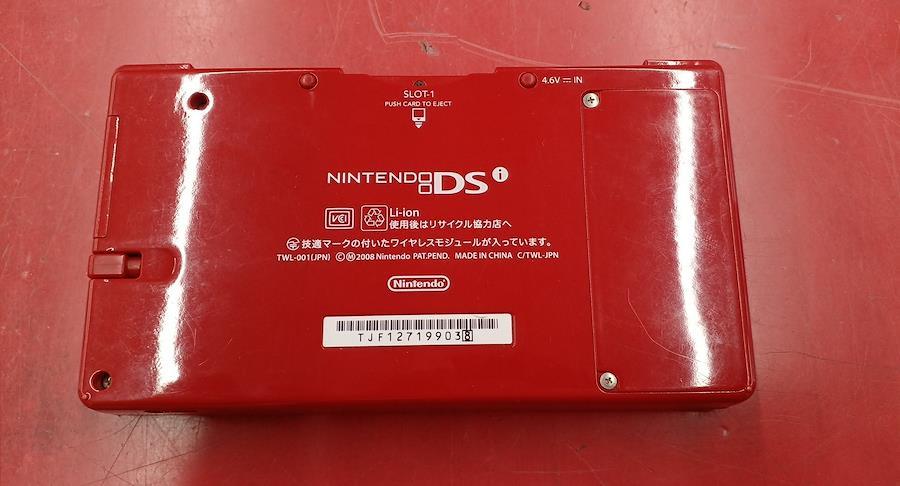 4.6V ⎓ IN
SLOT-1
PUSH CARD TO EJECT
NINTENDO DS i
VCI
Li-ion
使用後はリサイクル協力店へ
技適マークの付いたワイヤレスモジュールが入っています。
TWL-001(JPN) ©Ⓜ2008 Nintendo PAT.PEND. MADE IN CHINA C/TWL-JPN
Nintendo
TJF127199038